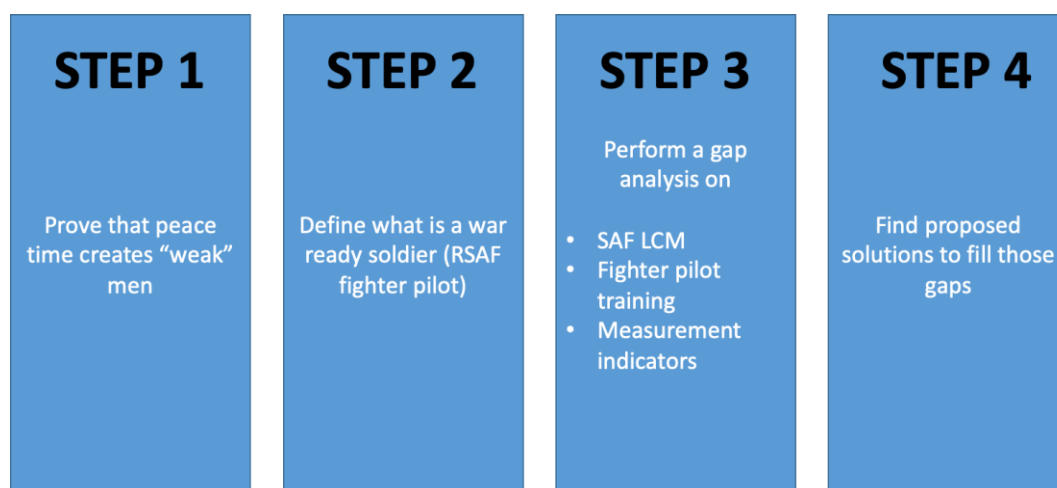 STEP 1
Prove that peace
time creates “weak”
men
STEP 2
Define what is a war
ready soldier (RSAF
fighter pilot)
STEP 3
Perform a gap
analysis on
• SAF LCM
• Fighter pilot
training
• Measurement
indicators
STEP 4
Find proposed
solutions to fill those
gaps